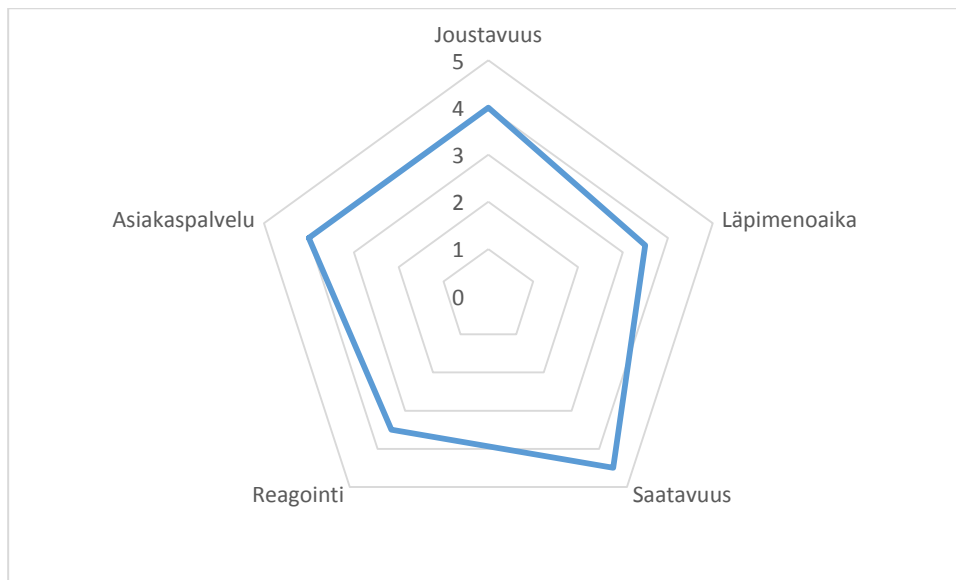 Joustavuus
5
4
3
2
1
0
Läpimenoaika
Saatavuus
Reagointi
Asiakaspalvelu